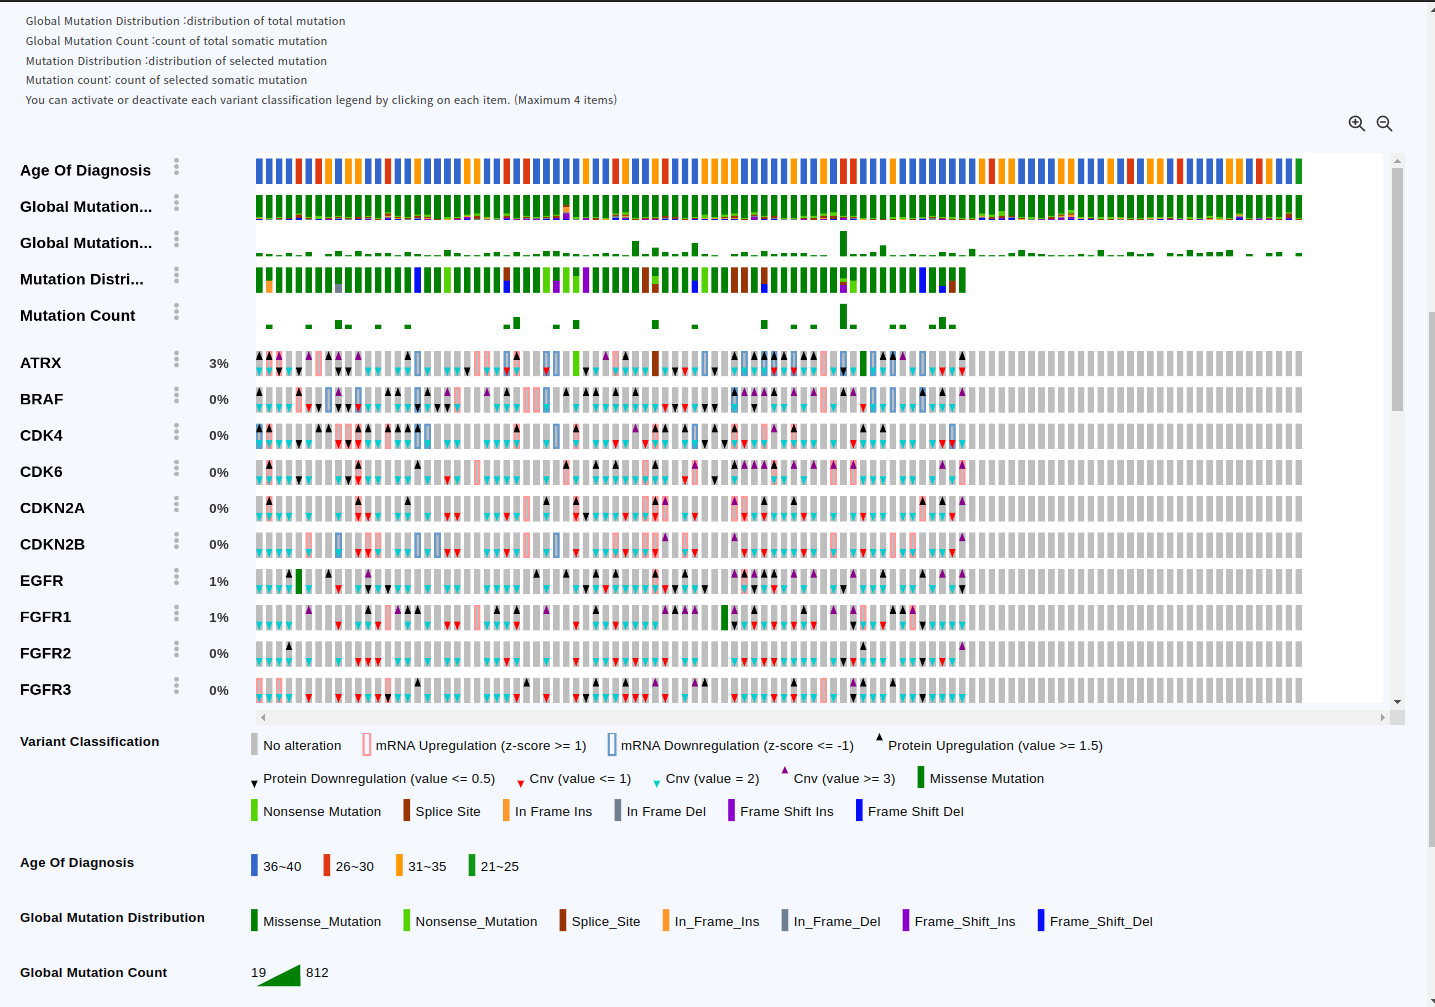 Global Mutation Distribution :distribution of total mutation
Global Mutation Count :count of total somatic mutation
Mutation Distribution :distribution of selected mutation
Mutation count: count of selected somatic mutation
You can activate or deactivate each variant classification legend by clicking on each item. (Maximum 4 items)
Age Of Diagnosis
Global Mutation...
Global Mutation...
Mutation Distri...
Mutation Count
ATRX 3%
BRAF 0%
CDK4 0%
CDK6 0%
CDKN2A 0%
CDKN2B 0%
EGFR 1%
FGFR1 1%
FGFR2 0%
FGFR3 0%
Variant Classification No alteration mRNA Upregulation (z-score >= 1) mRNA Downregulation (z-score <= -1) Protein Upregulation (value >= 1.5)
Protein Downregulation (value <= 0.5) Cnv (value <= 1) Cnv (value = 2) Cnv (value >= 3) Missense Mutation
Nonsense Mutation Splice Site In Frame Ins In Frame Del Frame Shift Ins Frame Shift Del
Age Of Diagnosis 36~40 26~30 31~35 21~25
Global Mutation Distribution Missense_Mutation Nonsense_Mutation Splice_Site In_Frame_Ins In_Frame_Del Frame_Shift_Ins Frame_Shift_Del
Global Mutation Count 19 812